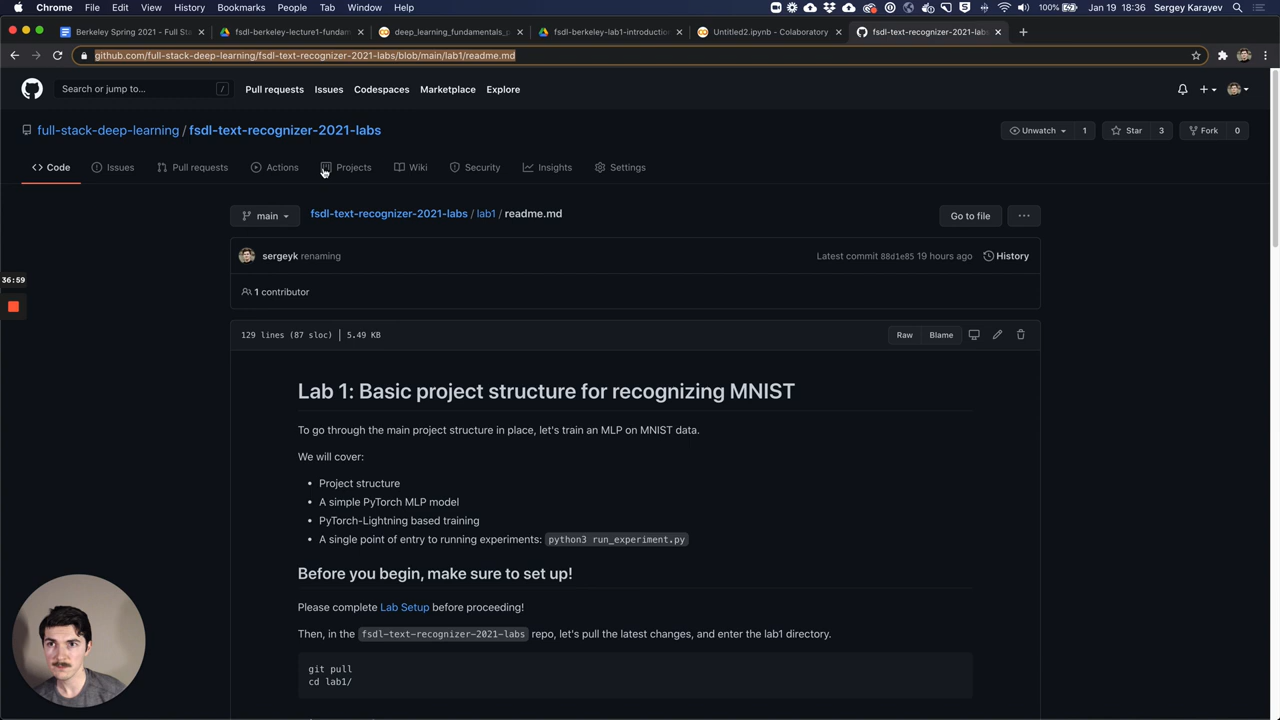 Chrome File Edit View History Bookmarks People Tab Window Help 100% Jan 19 18:36 Sergey Karayev
Berkeley Spring 2021 - Full Sta × fsdl-berkeley-lecture1-fundam × deep_learning_fundamentals_p × fsdl-berkeley-lab1-introductio × Untitled2.ipynb - Colaboratory × fsdl-text-recognizer-2021-labs × +
github.com/full-stack-deep-learning/fsdl-text-recognizer-2021-labs/blob/main/lab1/readme.md
Search or jump to... / Pull requests Issues Codespaces Marketplace Explore
full-stack-deep-learning / fsdl-text-recognizer-2021-labs Unwatch 1 Star 3 Fork 0
<> Code Issues Pull requests Actions Projects Wiki Security Insights Settings
main fsdl-text-recognizer-2021-labs / lab1 / readme.md Go to file ...
sergeyk renaming Latest commit 88d1e85 19 hours ago History
36:59
1 contributor
129 lines (87 sloc) | 5.49 KB Raw Blame
Lab 1: Basic project structure for recognizing MNIST
To go through the main project structure in place, let's train an MLP on MNIST data.
We will cover:
• Project structure
• A simple PyTorch MLP model
• PyTorch-Lightning based training
• A single point of entry to running experiments: python3 run_experiment.py
Before you begin, make sure to set up!
Please complete Lab Setup before proceeding!
Then, in the fsdl-text-recognizer-2021-labs repo, let's pull the latest changes, and enter the lab1 directory.
git pull
cd lab1/